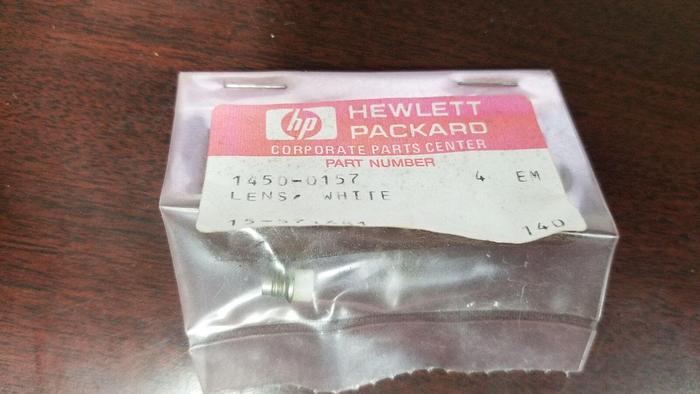 hp HEWLETT
PACKARD
CORPORATE PARTS CENTER
PART NUMBER
1450-0157 4 EM
LENS, WHITE
140